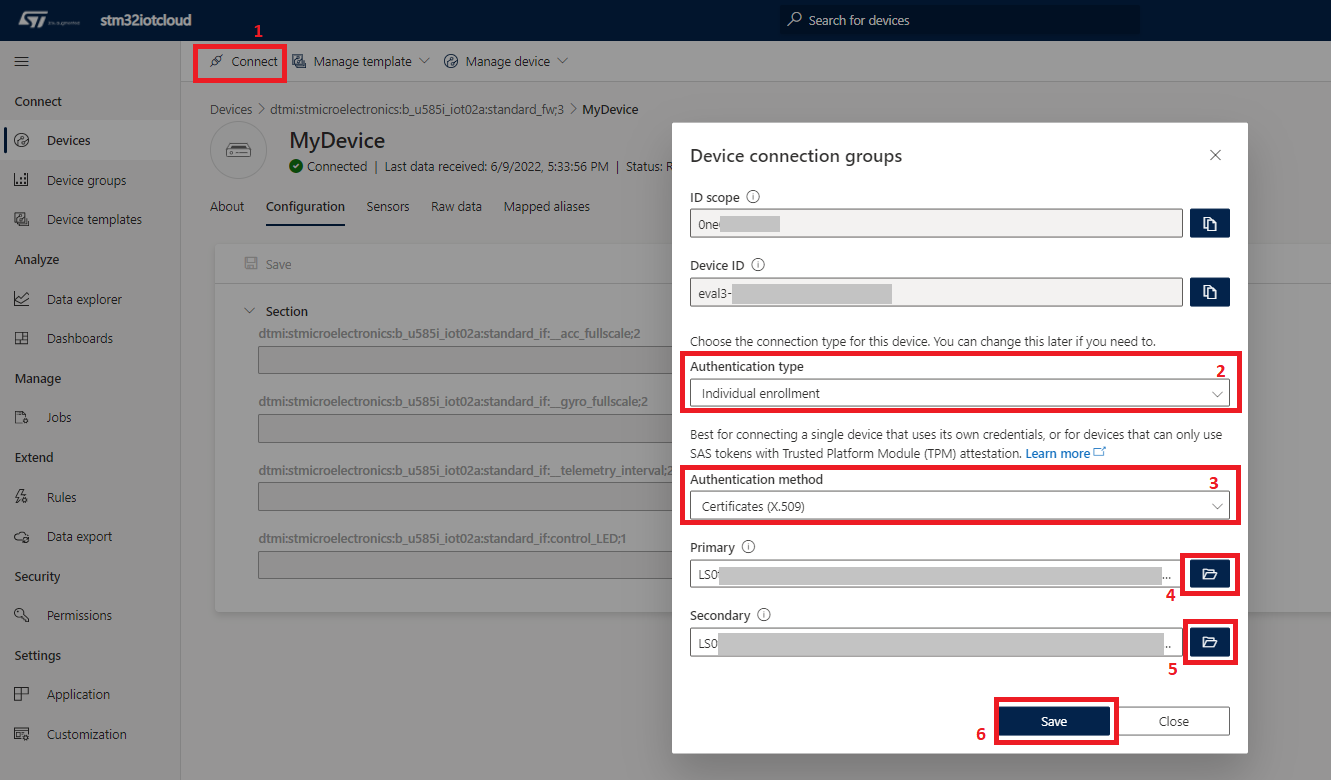 stm32iotcloud
Search for devices
1
Connect
Manage template
Manage device
Connect
Devices
Device groups
Device templates
Analyze
Data explorer
Dashboards
Manage
Jobs
Extend
Rules
Data export
Security
Permissions
Settings
Application
Customization
Devices > dtmi:stmicroelectronics:b_u585i_iot02a:standard_fw;3 > MyDevice
MyDevice
Connected | Last data received: 6/9/2022, 5:33:56 PM | Status: R
About Configuration Sensors Raw data Mapped aliases
Save
Section
dtmi:stmicroelectronics:b_u585i_iot02a:standard_if:__acc_fullscale;2
dtmi:stmicroelectronics:b_u585i_iot02a:standard_if:__gyro_fullscale;2
dtmi:stmicroelectronics:b_u585i_iot02a:standard_if:__telemetry_interval;2
dtmi:stmicroelectronics:b_u585i_iot02a:standard_if:control_LED;1
Device connection groups
ID scope
0ne
Device ID
eval3-
Choose the connection type for this device. You can change this later if you need to.
Authentication type
2
Individual enrollment
Best for connecting a single device that uses its own credentials, or for devices that can only use
SAS tokens with Trusted Platform Module (TPM) attestation. Learn more
Authentication method
3
Certificates (X.509)
Primary
LS0
...
4
Secondary
LS0
..
5
6
Save
Close